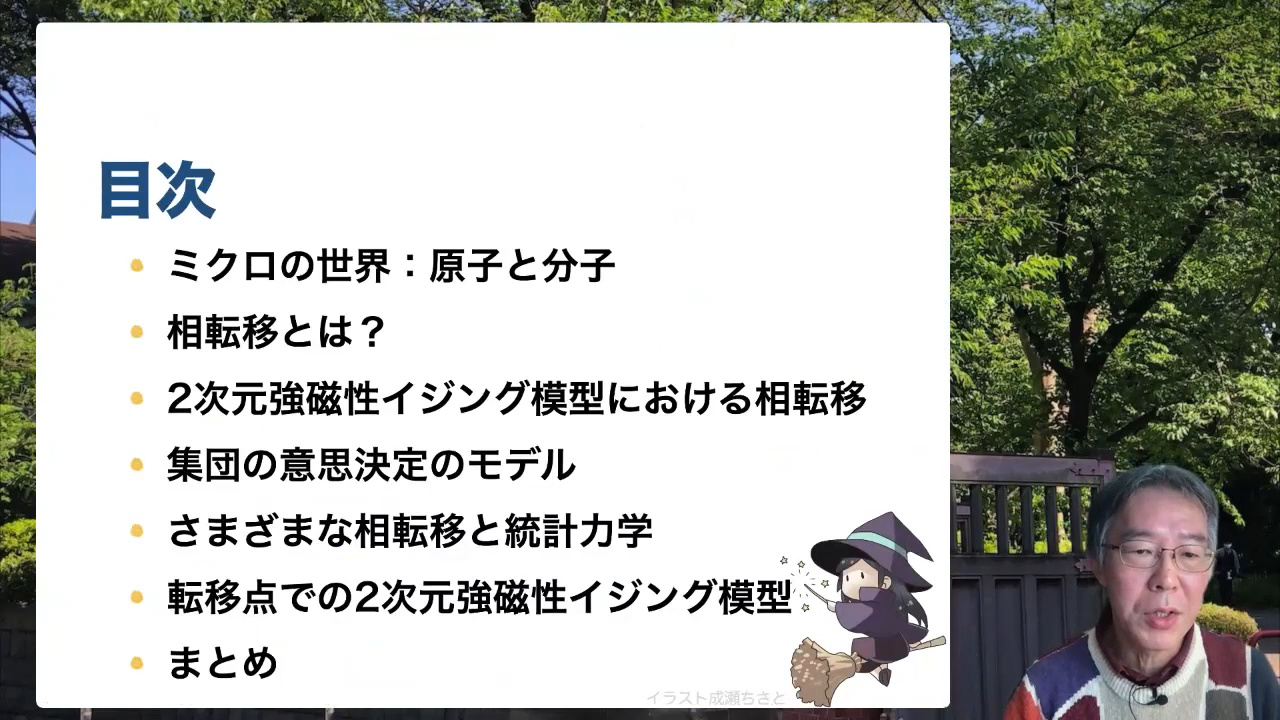 目次
ミクロの世界：原子と分子
相転移とは？
2次元強磁性イジング模型における相転移
集団の意思決定のモデル
さまざまな相転移と統計力学
転移点での2次元強磁性イジング模型
まとめ
イラスト成瀬ちさと